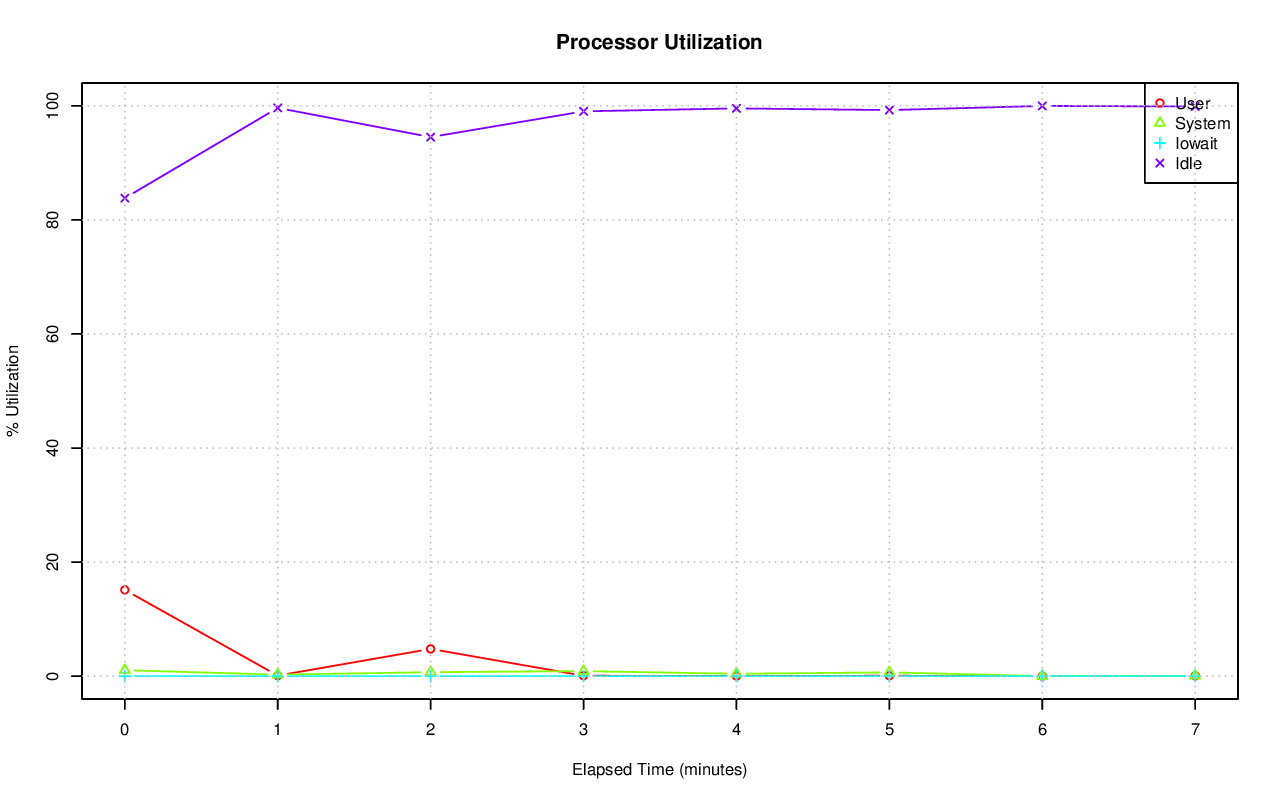 Processor Utilization
% Utilization
100
80
60
40
20
0
User
System
Iowait
Idle
0 1 2 3 4 5 6 7
Elapsed Time (minutes)